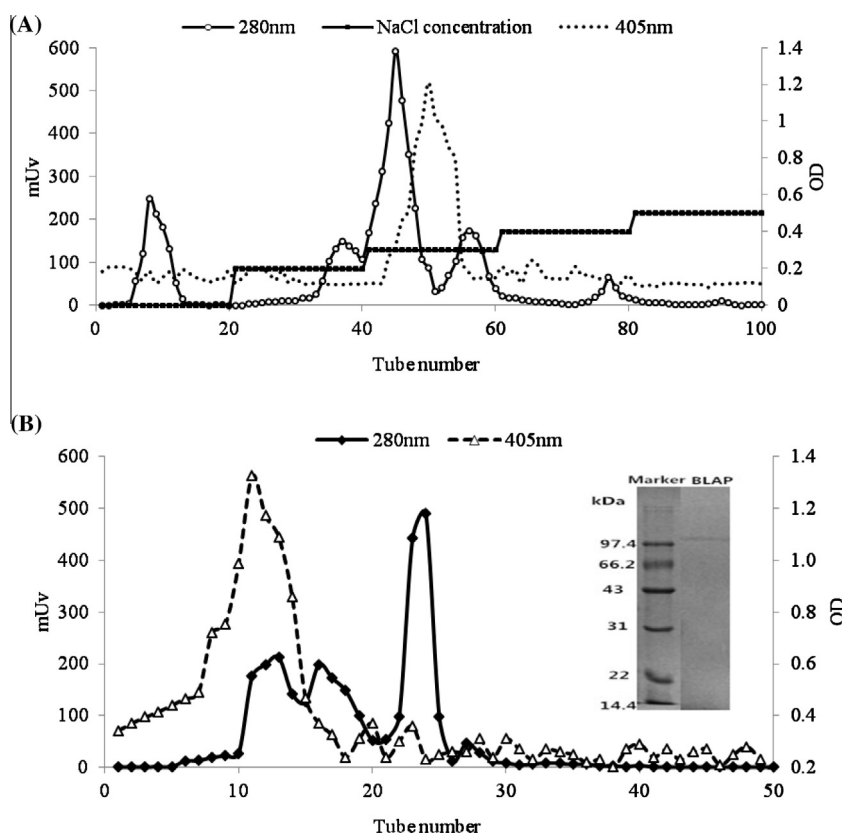 (A)
280nm NaCl concentration 405nm
600 1.4
500 1.2
400 1
300 0.8
200 0.6
100 0.4
0 0.2
0
mUv
OD
0 20 40 60 80 100
Tube number
(B)
280nm 405nm
600 1.4
500 1.2
400 1.0
300 0.8
200 0.6
100 0.4
0 0.2
mUv
OD
Marker BLAP
kDa
97.4
66.2
43
31
22
14.4
0 10 20 30 40 50
Tube number